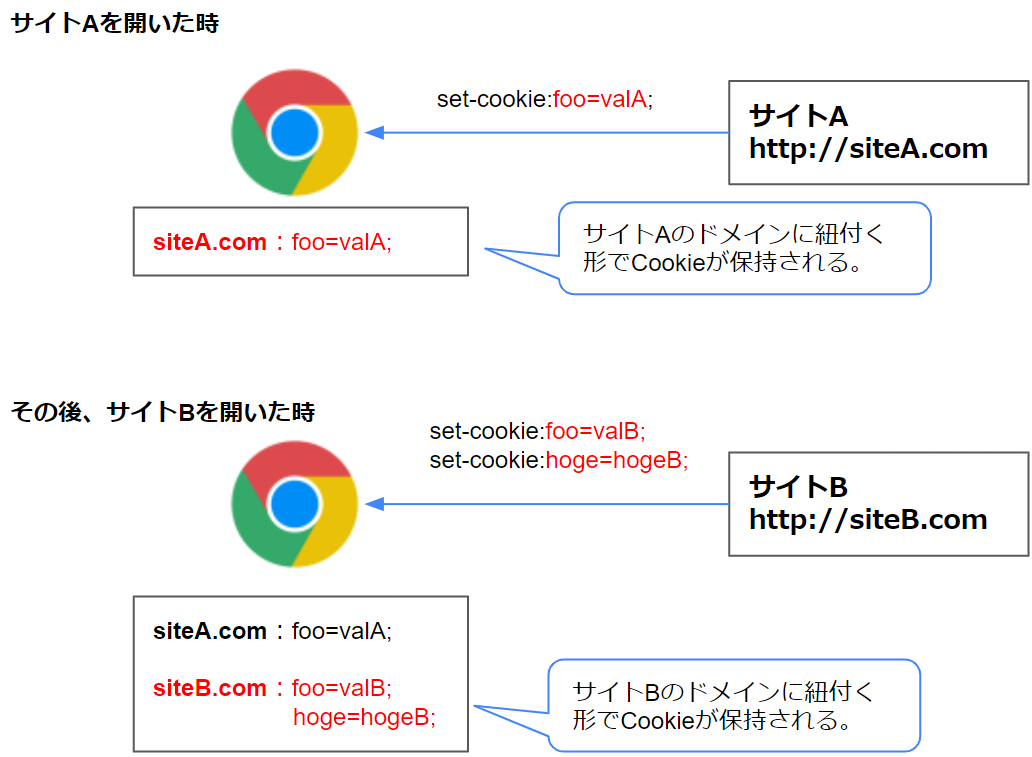 サイトAを開いた時
set-cookie:foo=valA;
サイトA
http://siteA.com
siteA.com：foo=valA;
サイトAのドメインに紐付く
形でCookieが保持される。
その後、サイトBを開いた時
set-cookie:foo=valB;
set-cookie:hoge=hogeB;
サイトB
http://siteB.com
siteA.com：foo=valA;
siteB.com：foo=valB;
hoge=hogeB;
サイトBのドメインに紐付く
形でCookieが保持される。